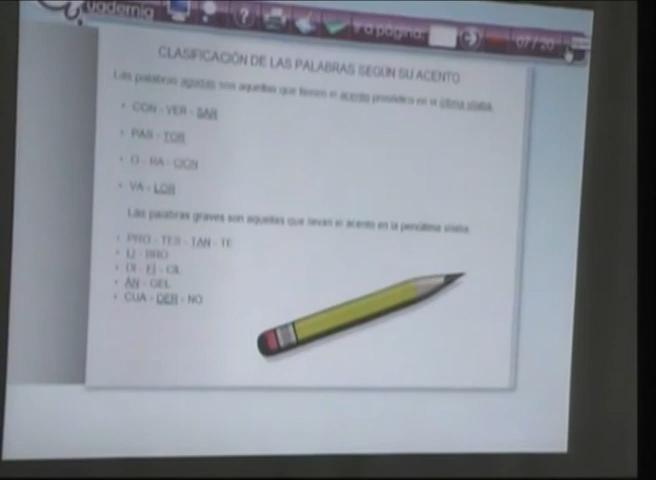 Cuadernia
? Ir a página: 07/20
CLASIFICACIÓN DE LAS PALABRAS SEGÚN SU ACENTO
Las palabras agudas son aquellas que tienen el acento prosódico en la última sílaba.
• CON - VER - SAR
• PAS - TOR
• O - RA - CIÓN
• VA - LOR
Las palabras graves son aquellas que llevan el acento en la penúltima sílaba.
• PRO - TES - TAN - TE
• LI - BRO
• DI - FÍ - CIL
• ÁN - GEL
• CUA - DER - NO